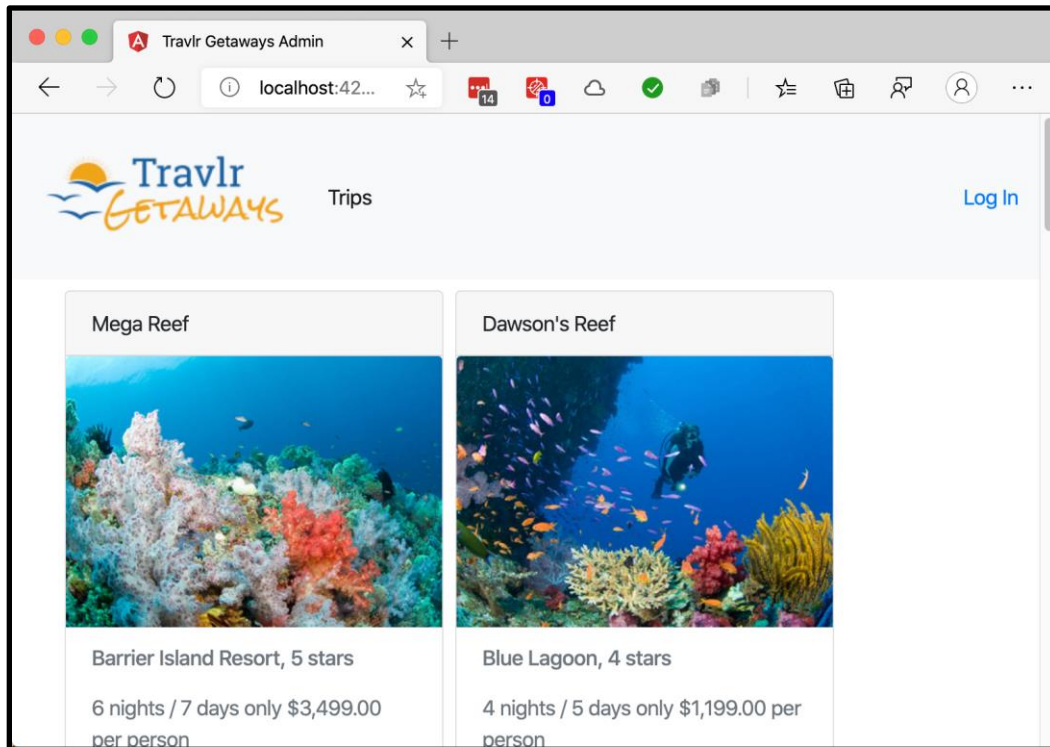 Travlr Getaways Admin
localhost:42...
14
0
Travlr
GETAWAYS
Trips
Log In
Mega Reef
Dawson's Reef
Barrier Island Resort, 5 stars
Blue Lagoon, 4 stars
6 nights / 7 days only $3,499.00
per person
4 nights / 5 days only $1,199.00 per
person